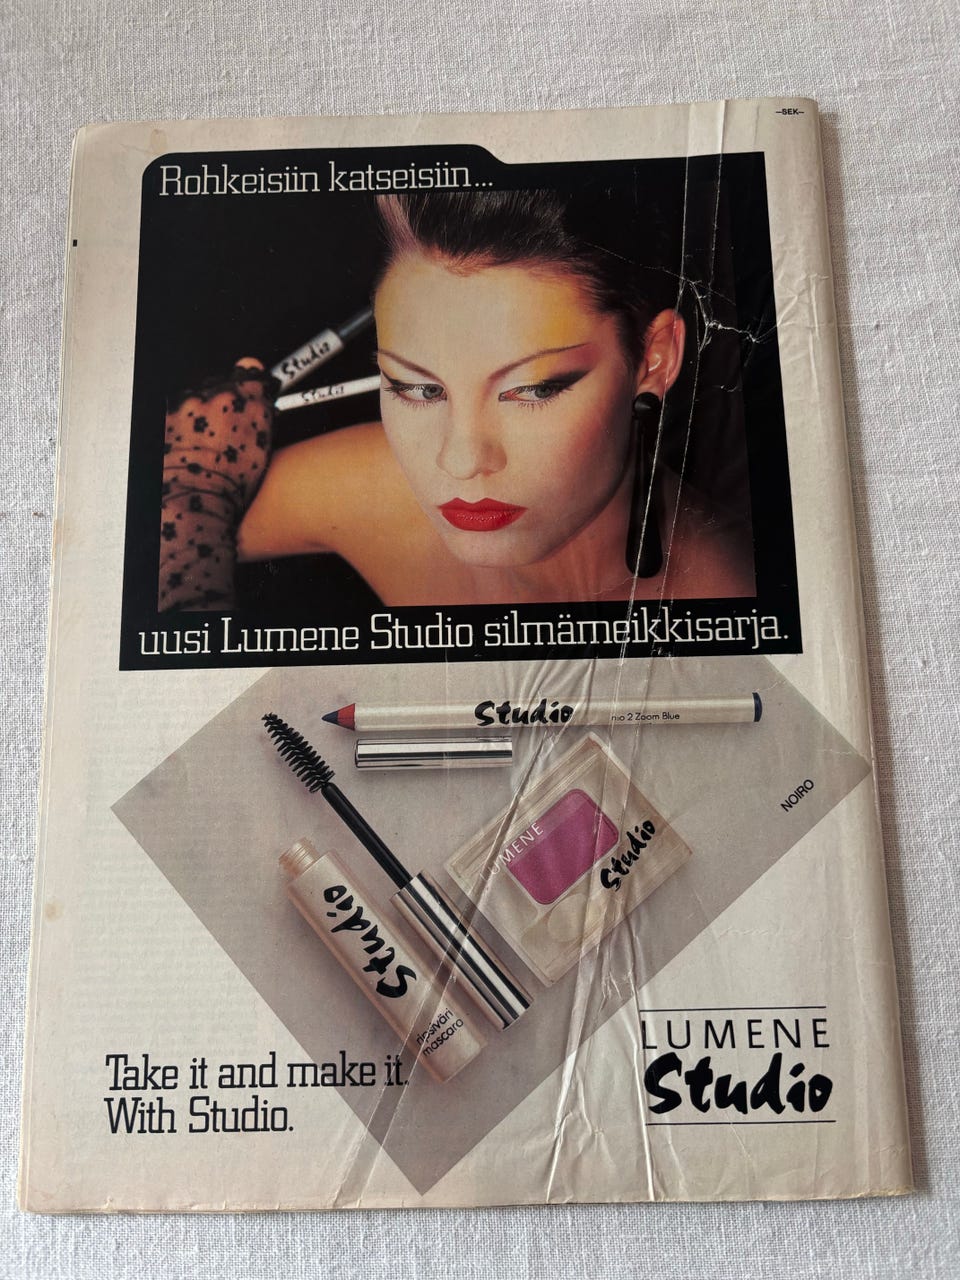 –SEK–
Rohkeisiin katseisiin...
Studio
Studio
uusi Lumene Studio silmämeikkisarja.
Studio n:o 2 Zoom Blue
NOIRO
LUMENE
Studio
Studio
ripsiväri
mascara
Take it and make it.
With Studio.
LUMENE
Studio